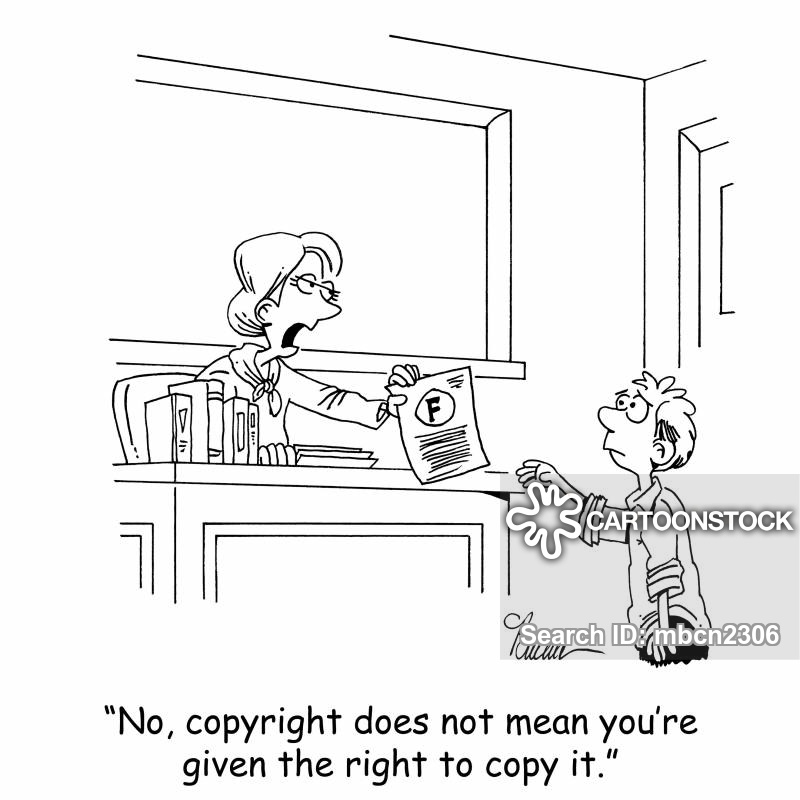 F
CARTOONSTOCK
Search ID: mbcn2306
“No, copyright does not mean you’re
given the right to copy it.”